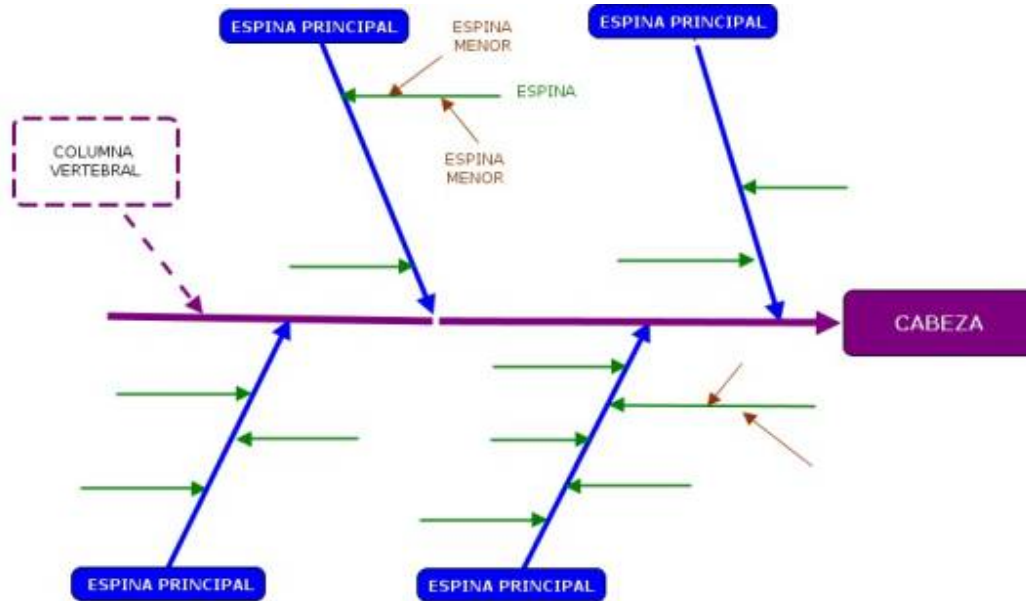 ESPINA PRINCIPAL
ESPINA PRINCIPAL
ESPINA
MENOR
ESPINA
COLUMNA
VERTEBRAL
ESPINA
MENOR
CABEZA
ESPINA PRINCIPAL
ESPINA PRINCIPAL